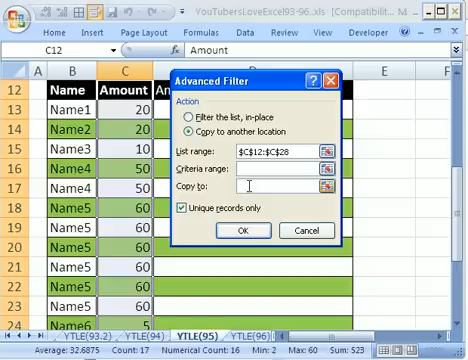 YouTubersLoveExcel93-96.xls [Compatibil
Home Insert Page Layout Formulas Data Review View Developer
C12 fx Amount
A B C D E F
12 Name Amount
13 Name1 20
14 Name2 20
15 Name3 10
16 Name4 50
17 Name4 50
18 Name5 60
19 Name5 60
20 Name5 60
21 Name5 60
22 Name5 60
23 Name5 60
24 Name6 5
Advanced Filter
Action
Filter the list, in-place
Copy to another location
List range: $C$12:$C$28
Criteria range:
Copy to:
Unique records only
OK Cancel
YTLE(93.2) YTLE(94) YTLE(95) YTLE(96)
Average: 32.6875 Count: 17 Numerical Count: 16 Min: 2 Max: 60 Sum: 523